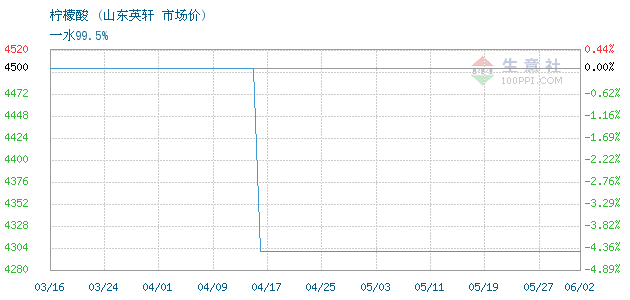 柠檬酸 (山东英轩 市场价)
一水99.5%
4520 0.44%
4500 0.00%
4472 -0.62%
4448 -1.16%
4424 -1.69%
4400 -2.22%
4376 -2.76%
4352 -3.29%
4328 -3.82%
4304 -4.36%
4280 -4.89%
生意社
100PPI.COM
03/16 03/24 04/01 04/09 04/17 04/25 05/03 05/11 05/19 05/27 06/02